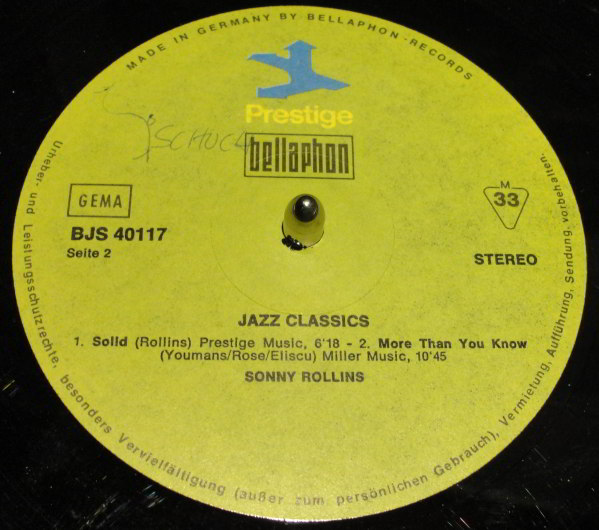 MADE IN GERMANY BY BELLAPHON-RECORDS
Prestige
SCHUCH
bellaphon
GEMA
M
33
BJS 40117
Seite 2
STEREO
JAZZ CLASSICS
1. Solid (Rollins) Prestige Music, 6'18 - 2. More Than You Know
(Youmans/Rose/Eliscu) Miller Music, 10'45
SONNY ROLLINS
Urheber- und Leistungsschutzrechte, besonders Vervielfältigung (außer zum persönlichen Gebrauch), Vermietung, Aufführung, Sendung, vorbehalten.